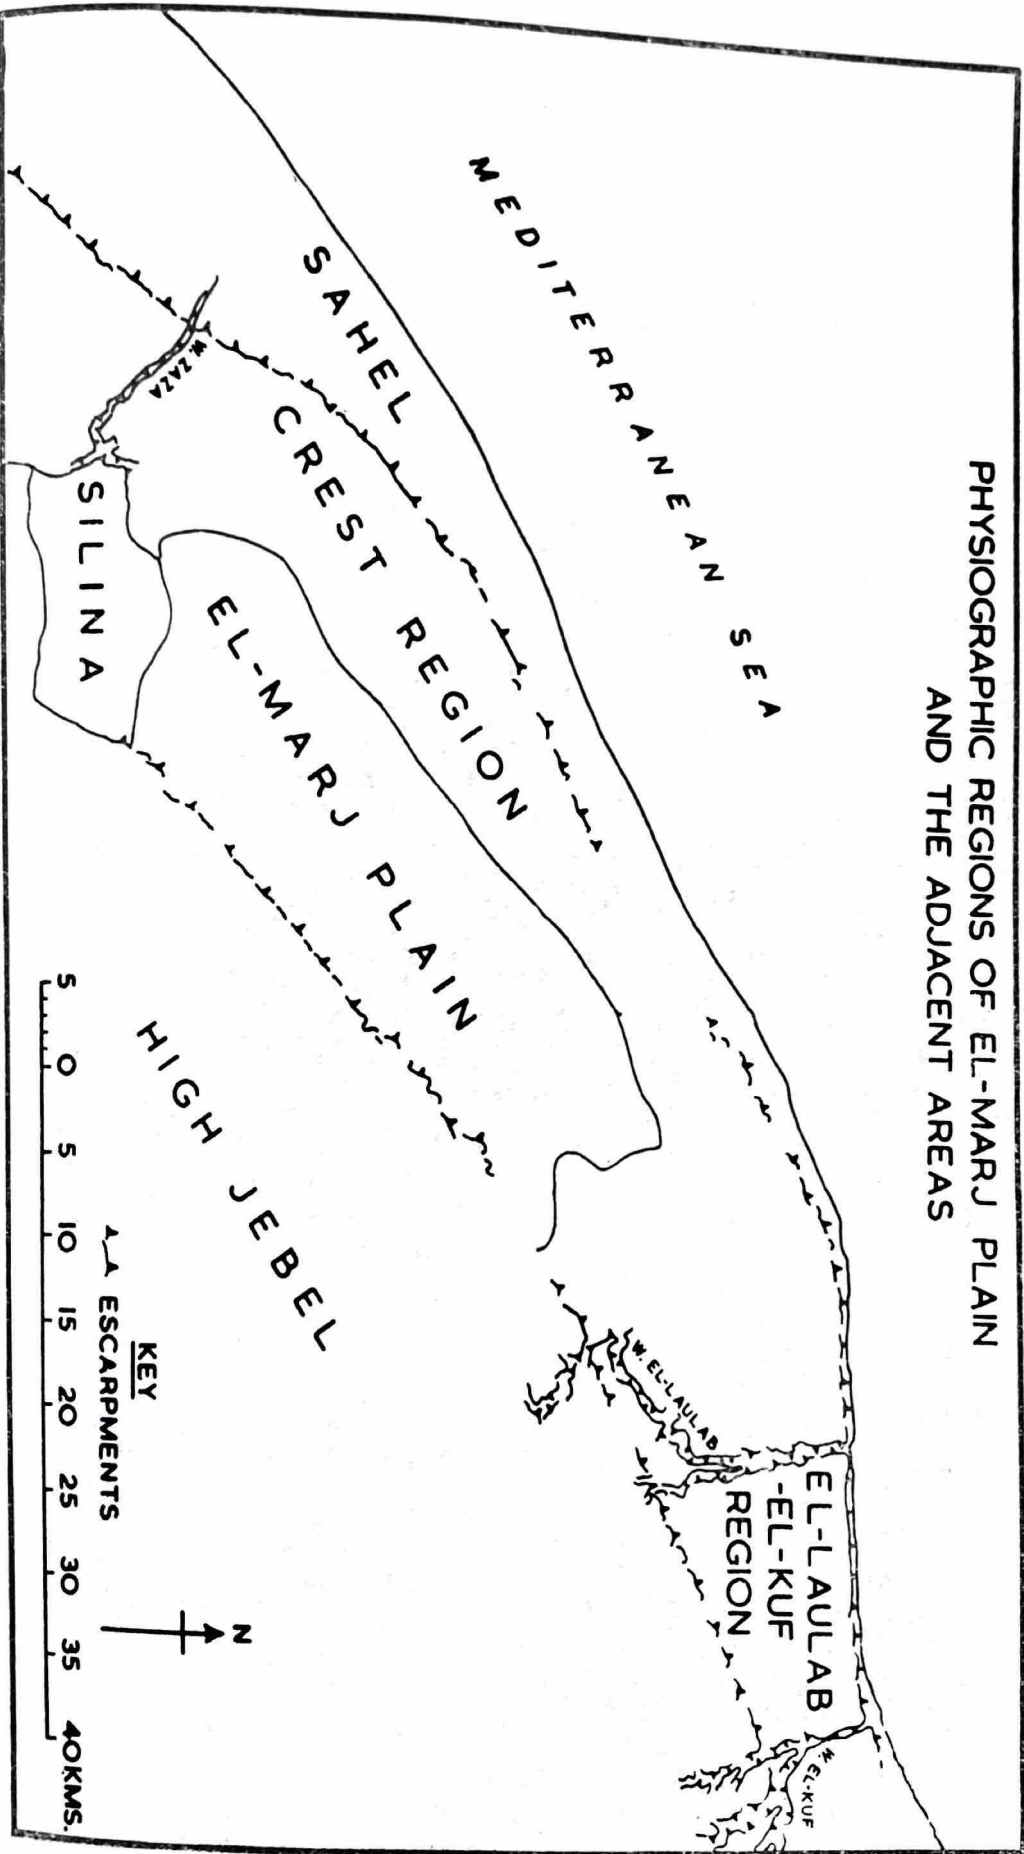 PHYSIOGRAPHIC REGIONS OF EL-MARJ PLAIN
AND THE ADJACENT AREAS
MEDITERRANEAN SEA
SAHEL
CREST REGION
W. ZAZA
SILINA
EL-MARJ PLAIN
HIGH JEBEL
W. EL-LAULAB
EL-LAULAB
-EL-KUF
REGION
W. EL-KUF
N
KEY
ESCARPMENTS
5 0 5 10 15 20 25 30 35 40KMS.